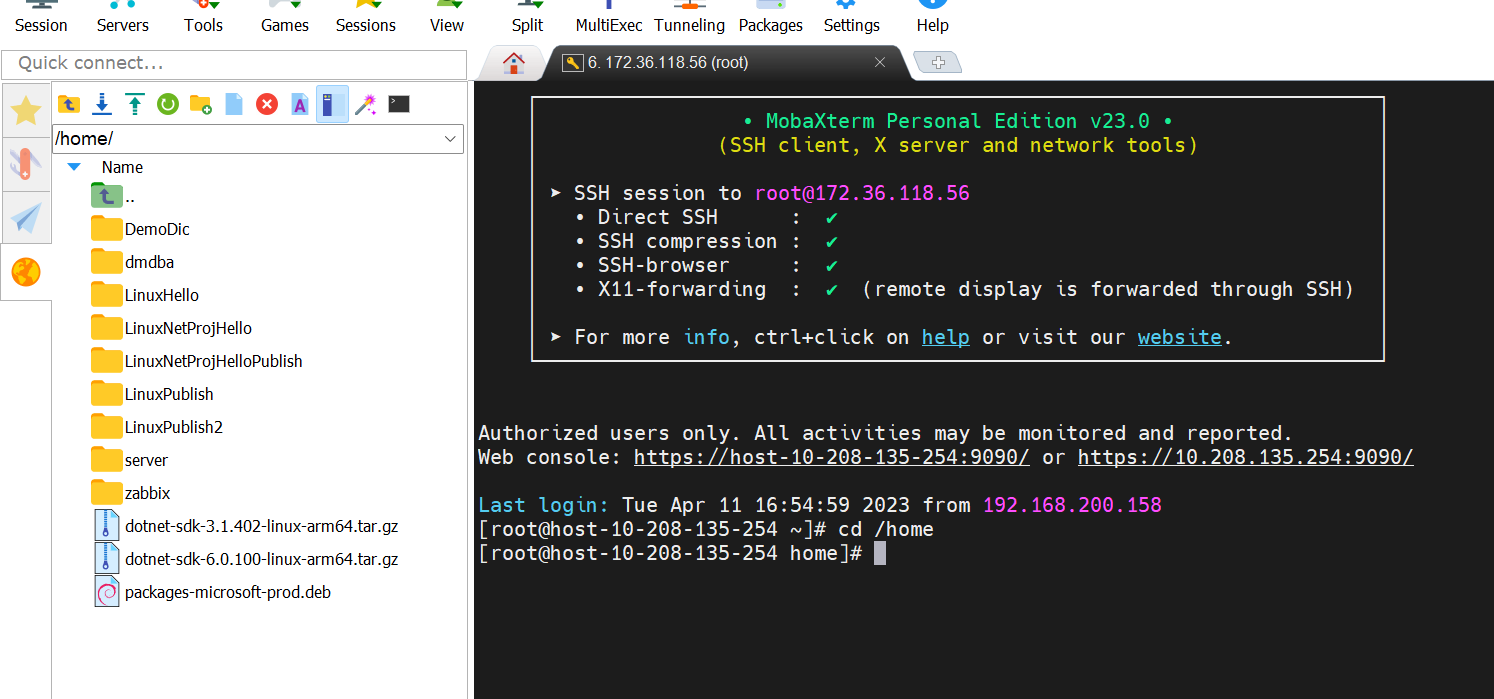 Session Servers Tools Games Sessions View Split MultiExec Tunneling Packages Settings Help
Quick connect...
6. 172.36.118.56 (root)
/home/
Name
..
DemoDic
dmdba
LinuxHello
LinuxNetProjHello
LinuxNetProjHelloPublish
LinuxPublish
LinuxPublish2
server
zabbix
dotnet-sdk-3.1.402-linux-arm64.tar.gz
dotnet-sdk-6.0.100-linux-arm64.tar.gz
packages-microsoft-prod.deb
• MobaXterm Personal Edition v23.0 •
(SSH client, X server and network tools)
➤ SSH session to root@172.36.118.56
• Direct SSH : ✔
• SSH compression : ✔
• SSH-browser : ✔
• X11-forwarding : ✔ (remote display is forwarded through SSH)
➤ For more info, ctrl+click on help or visit our website.
Authorized users only. All activities may be monitored and reported.
Web console: https://host-10-208-135-254:9090/ or https://10.208.135.254:9090/
Last login: Tue Apr 11 16:54:59 2023 from 192.168.200.158
[root@host-10-208-135-254 ~]# cd /home
[root@host-10-208-135-254 home]#